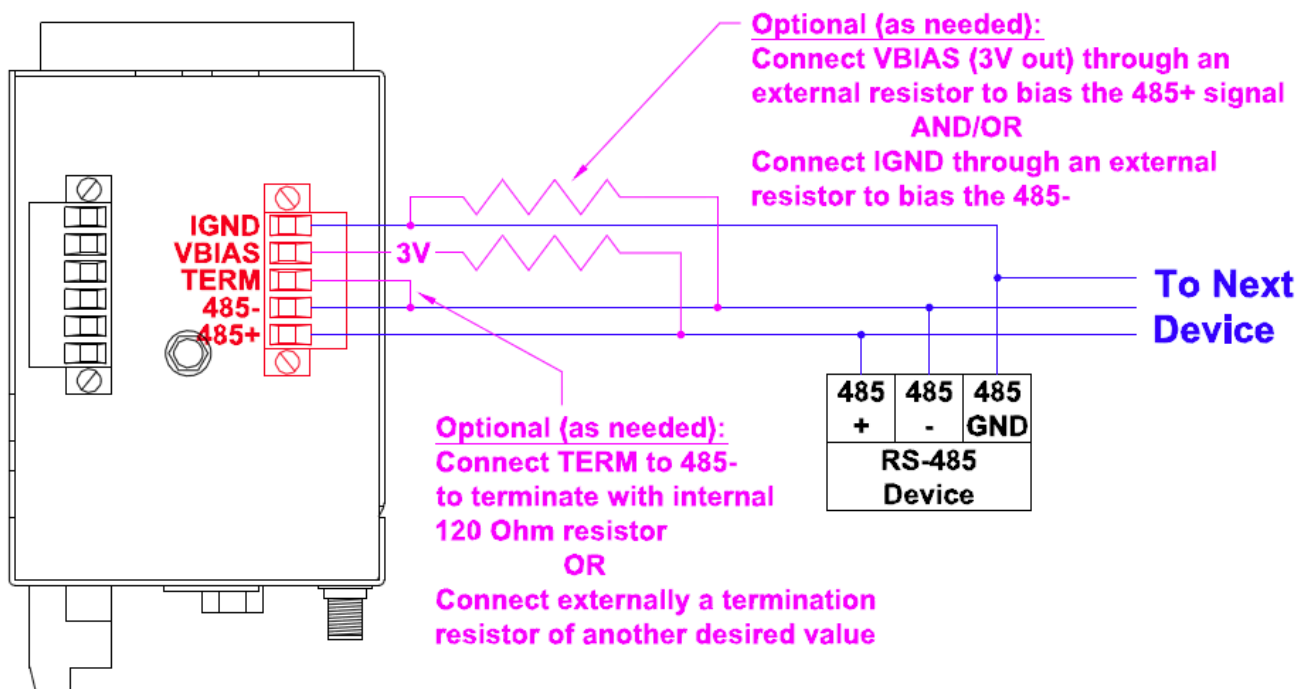 Optional (as needed):
Connect VBIAS (3V out) through an
external resistor to bias the 485+ signal
AND/OR
Connect IGND through an external
resistor to bias the 485-
IGND
VBIAS
3V
TERM
485-
485+
To Next
Device
485 485 485
+ - GND
RS-485
Device
Optional (as needed):
Connect TERM to 485-
to terminate with internal
120 Ohm resistor
OR
Connect externally a termination
resistor of another desired value